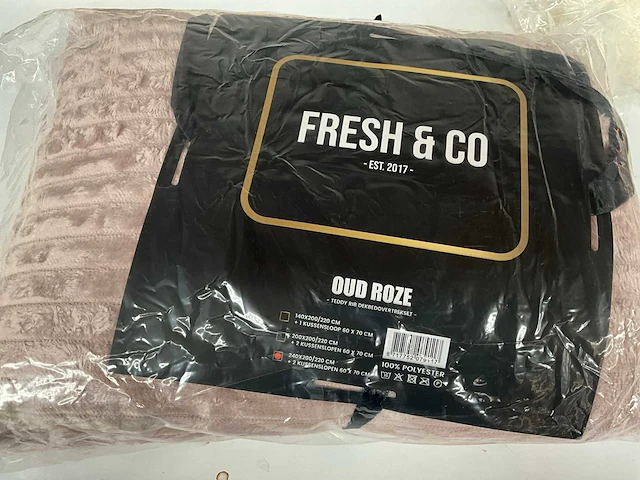 FRESH & CO
- EST. 2017 -
OUD ROZE
- TEDDY RIB DEKBEDOVERTREKSET -
140X200/220 CM
+ 1 KUSSENSLOOP 60 X 70 CM
200X200/220 CM
+ 2 KUSSENSLOPEN 60 X 70 CM
240X200/220 CM
+ 2 KUSSENSLOPEN 60 X 70 CM
100% POLYESTER